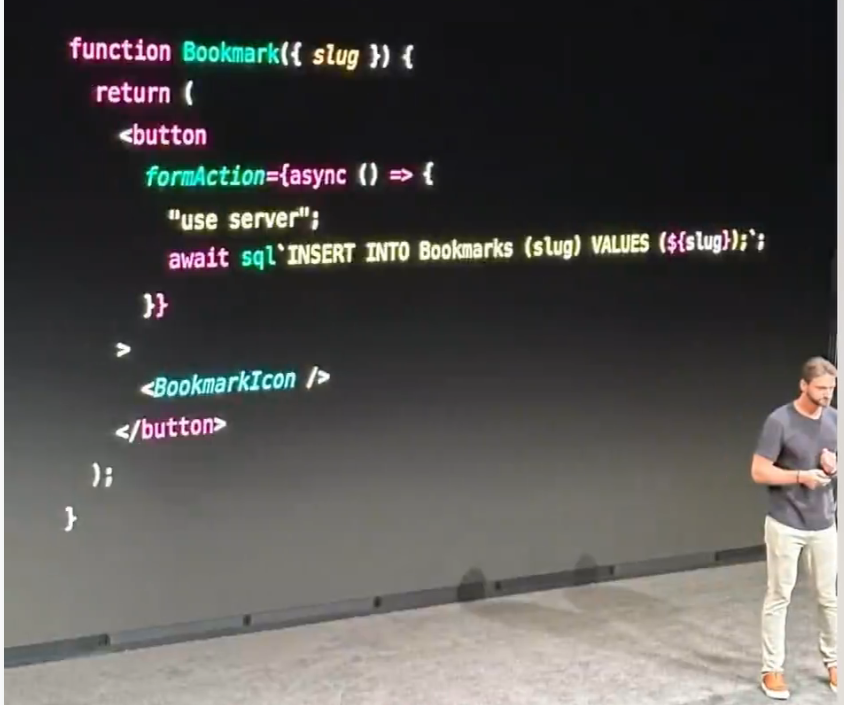 function Bookmark({ slug }) {
return (
<button
formAction={async () => {
"use server";
await sql`INSERT INTO Bookmarks (slug) VALUES (${slug});`;
}}
>
<BookmarkIcon />
</button>
);
}